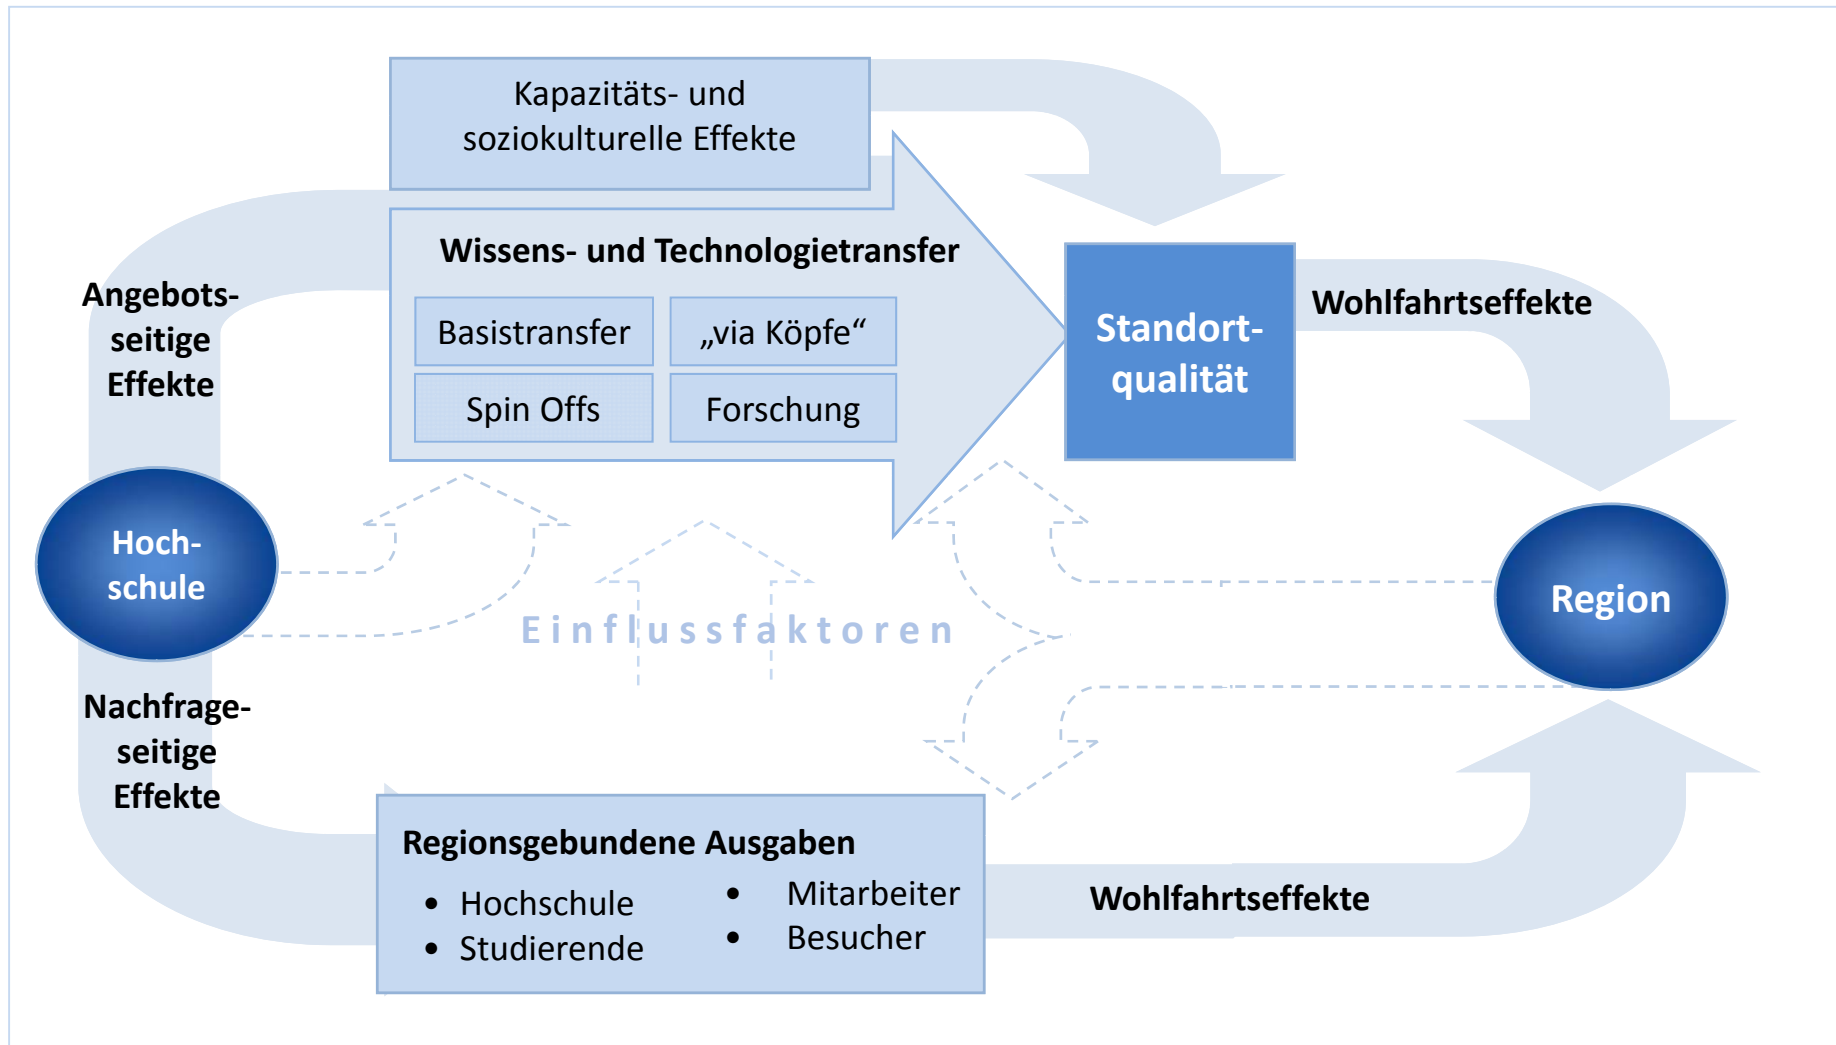 Kapazitäts- und
soziokulturelle Effekte
Wissens- und Technologietransfer
Basistransfer
„via Köpfe“
Spin Offs
Forschung
Angebots-
seitige
Effekte
Standort-
qualität
Wohlfahrtseffekte
Hoch-
schule
Einflussfaktoren
Region
Nachfrage-
seitige
Effekte
Regionsgebundene Ausgaben
• Hochschule
• Studierende
• Mitarbeiter
• Besucher
Wohlfahrtseffekte